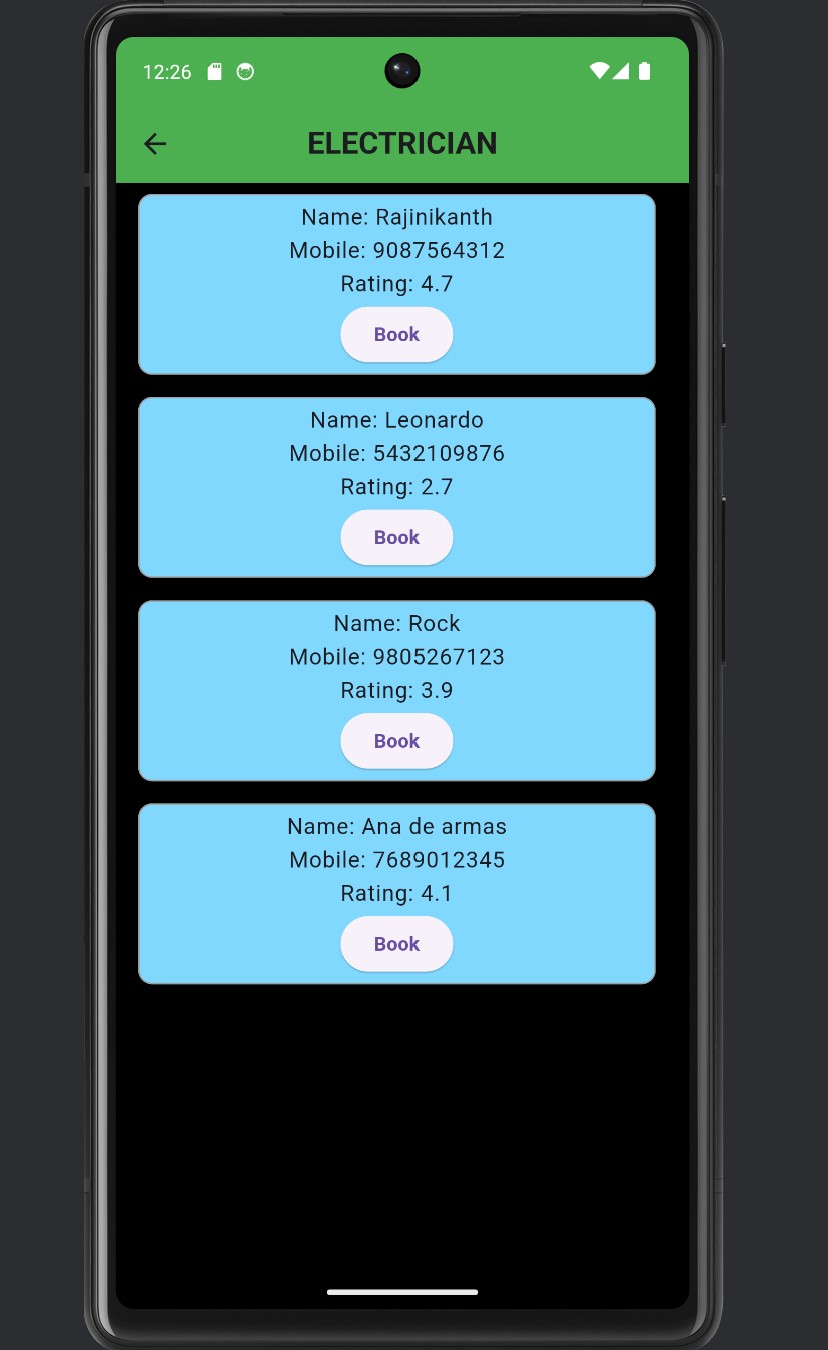 12:26
ELECTRICIAN
Name: Rajinikanth
Mobile: 9087564312
Rating: 4.7
Book
Name: Leonardo
Mobile: 5432109876
Rating: 2.7
Book
Name: Rock
Mobile: 9805267123
Rating: 3.9
Book
Name: Ana de armas
Mobile: 7689012345
Rating: 4.1
Book